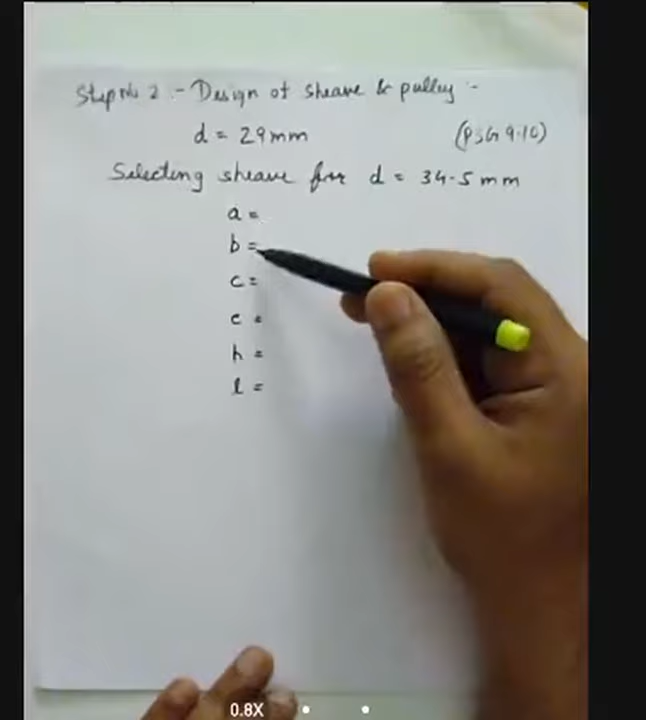 Step No 2 :- Design of sheave & pulley :-
d = 29mm (PSG 9.10)
Selecting sheave for d = 34.5 mm
a =
b =
c =
e =
h =
l =
0.8X